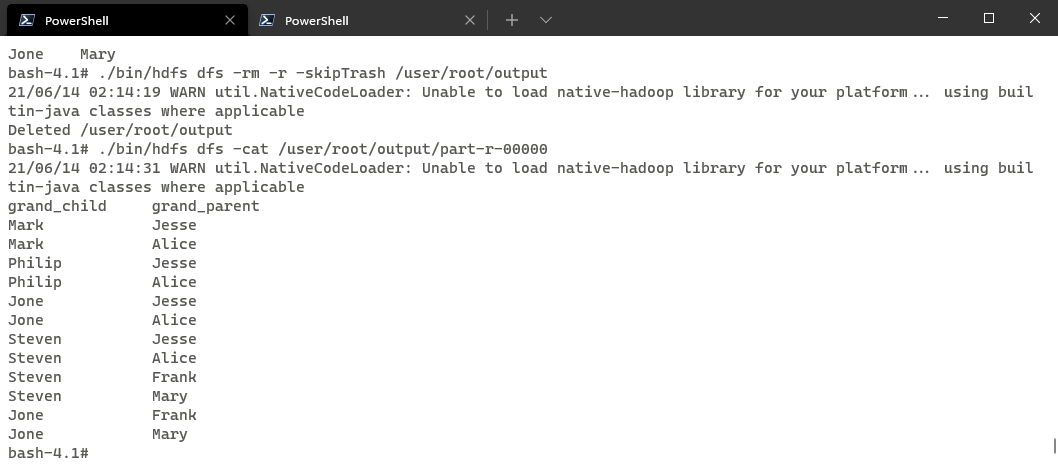 PowerShell
PowerShell
Jone    Mary
bash-4.1# ./bin/hdfs dfs -rm -r -skipTrash /user/root/output
21/06/14 02:14:19 WARN util.NativeCodeLoader: Unable to load native-hadoop library for your platform... using buil
tin-java classes where applicable
Deleted /user/root/output
bash-4.1# ./bin/hdfs dfs -cat /user/root/output/part-r-00000
21/06/14 02:14:31 WARN util.NativeCodeLoader: Unable to load native-hadoop library for your platform... using buil
tin-java classes where applicable
grand_child     grand_parent
Mark            Jesse
Mark            Alice
Philip          Jesse
Philip          Alice
Jone            Jesse
Jone            Alice
Steven          Jesse
Steven          Alice
Steven          Frank
Steven          Mary
Jone            Frank
Jone            Mary
bash-4.1#